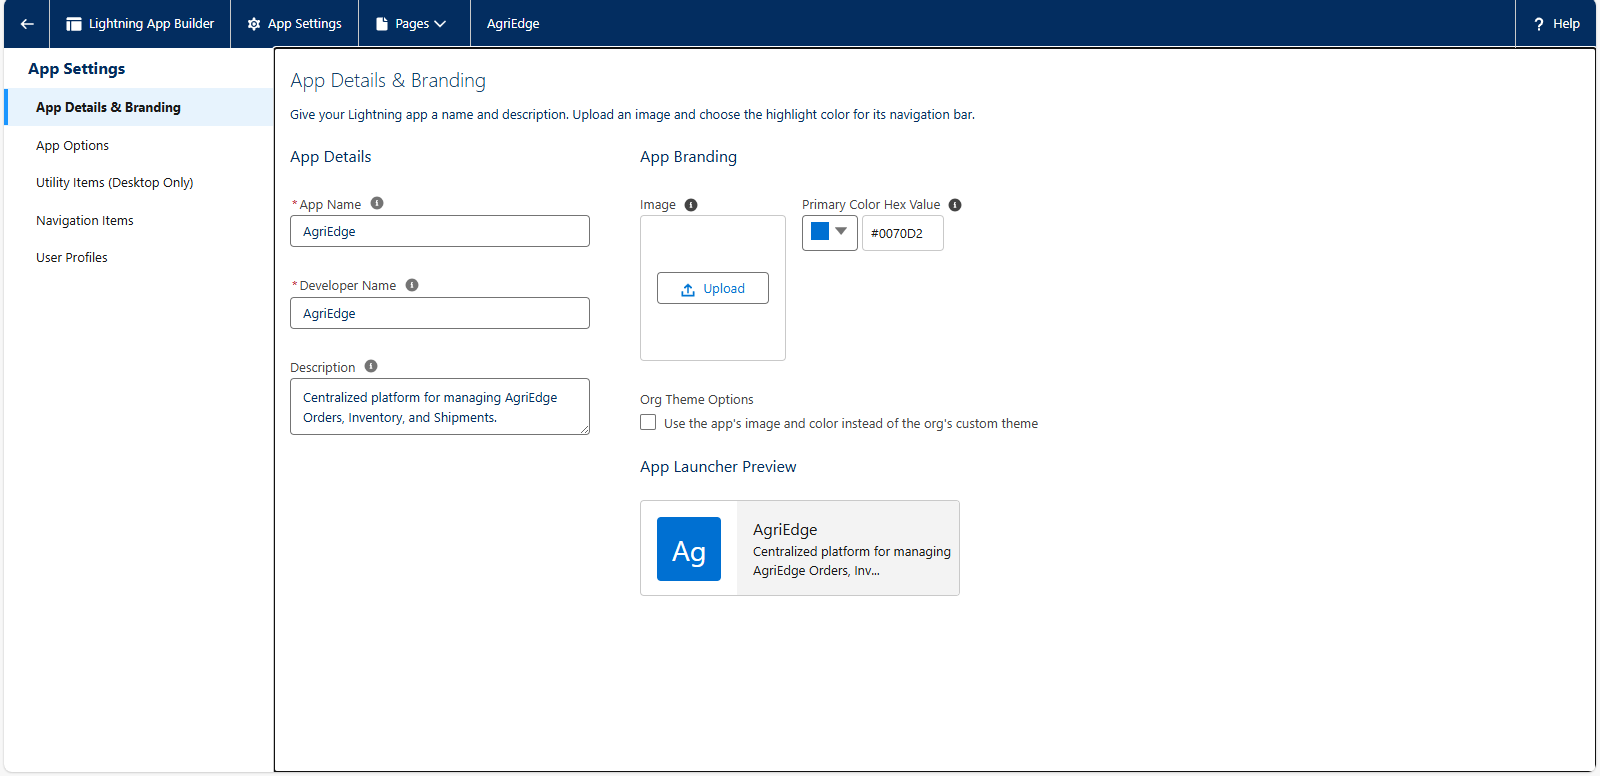 Lightning App Builder
App Settings
Pages
AgriEdge
? Help
App Settings
App Details & Branding
App Options
Utility Items (Desktop Only)
Navigation Items
User Profiles
App Details & Branding
Give your Lightning app a name and description. Upload an image and choose the highlight color for its navigation bar.
App Details
*App Name
AgriEdge
*Developer Name
AgriEdge
Description
Centralized platform for managing AgriEdge
Orders, Inventory, and Shipments.
App Branding
Image
Upload
Primary Color Hex Value
#0070D2
Org Theme Options
Use the app's image and color instead of the org's custom theme
App Launcher Preview
Ag
AgriEdge
Centralized platform for managing
AgriEdge Orders, Inv...